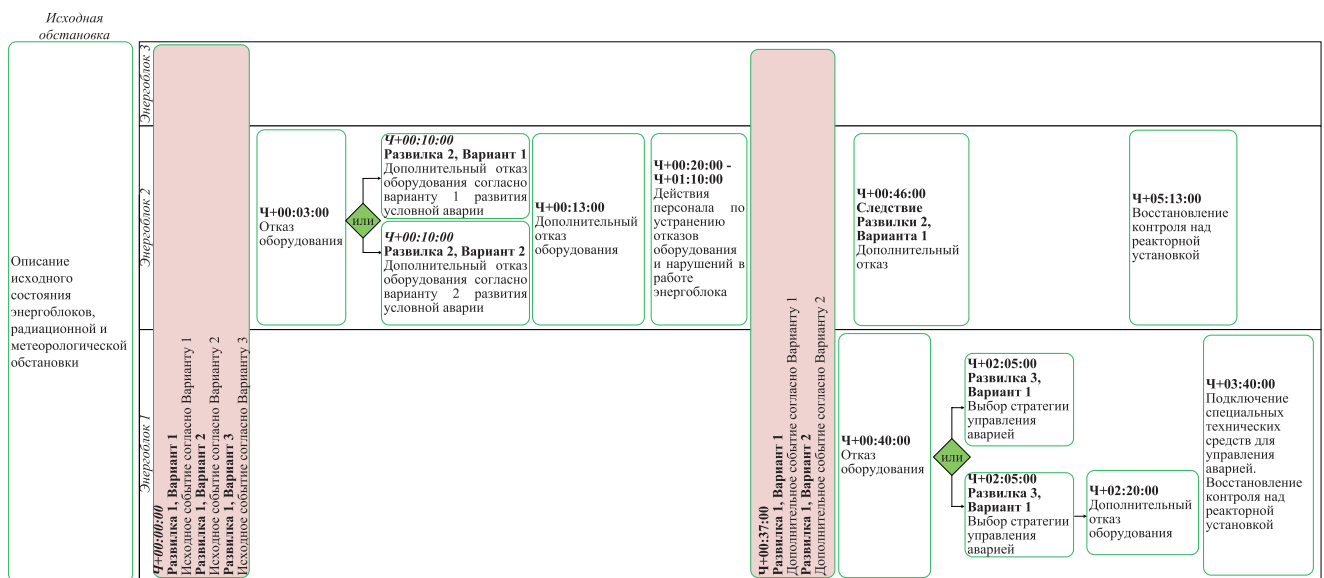 Исходная
обстановка
Описание
исходного
состояния
энергоблоков,
радиационной и
метеорологической
обстановки
Энергоблок 3
Энергоблок 2
Энергоблок 1
Ч+00:00:00
Развилка 1, Вариант 1
Исходное событие согласно Варианту 1
Развилка 1, Вариант 2
Исходное событие согласно Варианту 2
Развилка 1, Вариант 3
Исходное событие согласно Варианту 3
Ч+00:03:00
Отказ
оборудования
или
Ч+00:10:00
Развилка 2, Вариант 1
Дополнительный отказ
оборудования согласно
варианту 1 развития
условной аварии
Ч+00:10:00
Развилка 2, Вариант 2
Дополнительный отказ
оборудования согласно
варианту 2 развития
условной аварии
Ч+00:13:00
Дополнительный
отказ
оборудования
Ч+00:20:00 -
Ч+01:10:00
Действия
персонала по
устранению
отказов
оборудования
и нарушений в
работе
энергоблока
Ч+00:37:00
Развилка 1, Вариант 1
Дополнительное событие согласно Варианту 1
Развилка 1, Вариант 2
Дополнительное событие согласно Варианту 2
Ч+00:46:00
Следствие
Развилки 2,
Варианта 1
Дополнительный
отказ
Ч+05:13:00
Восстановление
контроля над
реакторной
установкой
Ч+00:40:00
Отказ
оборудования
или
Ч+02:05:00
Развилка 3,
Вариант 1
Выбор стратегии
управления
аварией
Ч+02:05:00
Развилка 3,
Вариант 1
Выбор стратегии
управления
аварией
Ч+02:20:00
Дополнительный
отказ
оборудования
Ч+03:40:00
Подключение
специальных
технических
средств для
управления
аварией.
Восстановление
контроля над
реакторной
установкой